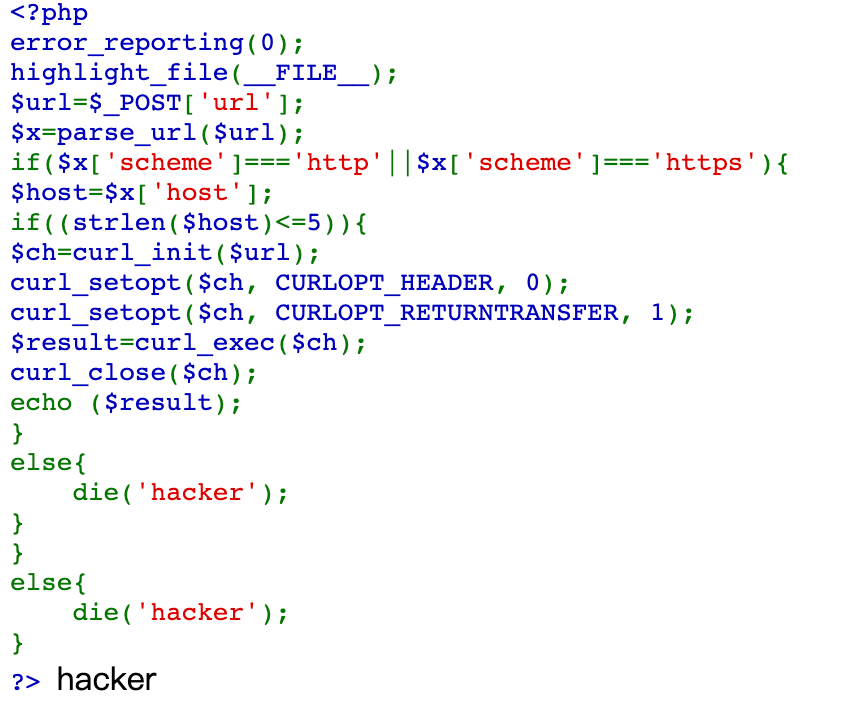 <?php
error_reporting(0);
highlight_file(__FILE__);
$url=$_POST['url'];
$x=parse_url($url);
if($x['scheme']==='http'||$x['scheme']==='https'){
$host=$x['host'];
if((strlen($host)<=5)){
$ch=curl_init($url);
curl_setopt($ch, CURLOPT_HEADER, 0);
curl_setopt($ch, CURLOPT_RETURNTRANSFER, 1);
$result=curl_exec($ch);
curl_close($ch);
echo ($result);
}
else{
    die('hacker');
}
}
else{
    die('hacker');
}
?> hacker